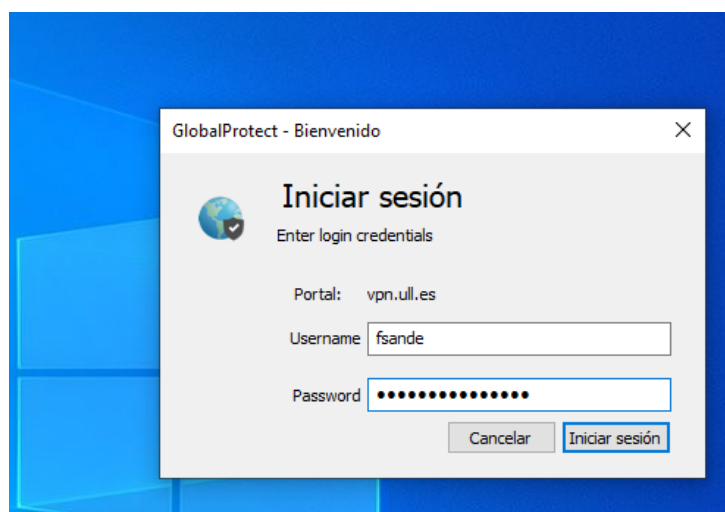 GlobalProtect - Bienvenido
Iniciar sesión
Enter login credentials
Portal: vpn.ull.es
Username fsande
Password •••••••••••••••
Cancelar Iniciar sesión